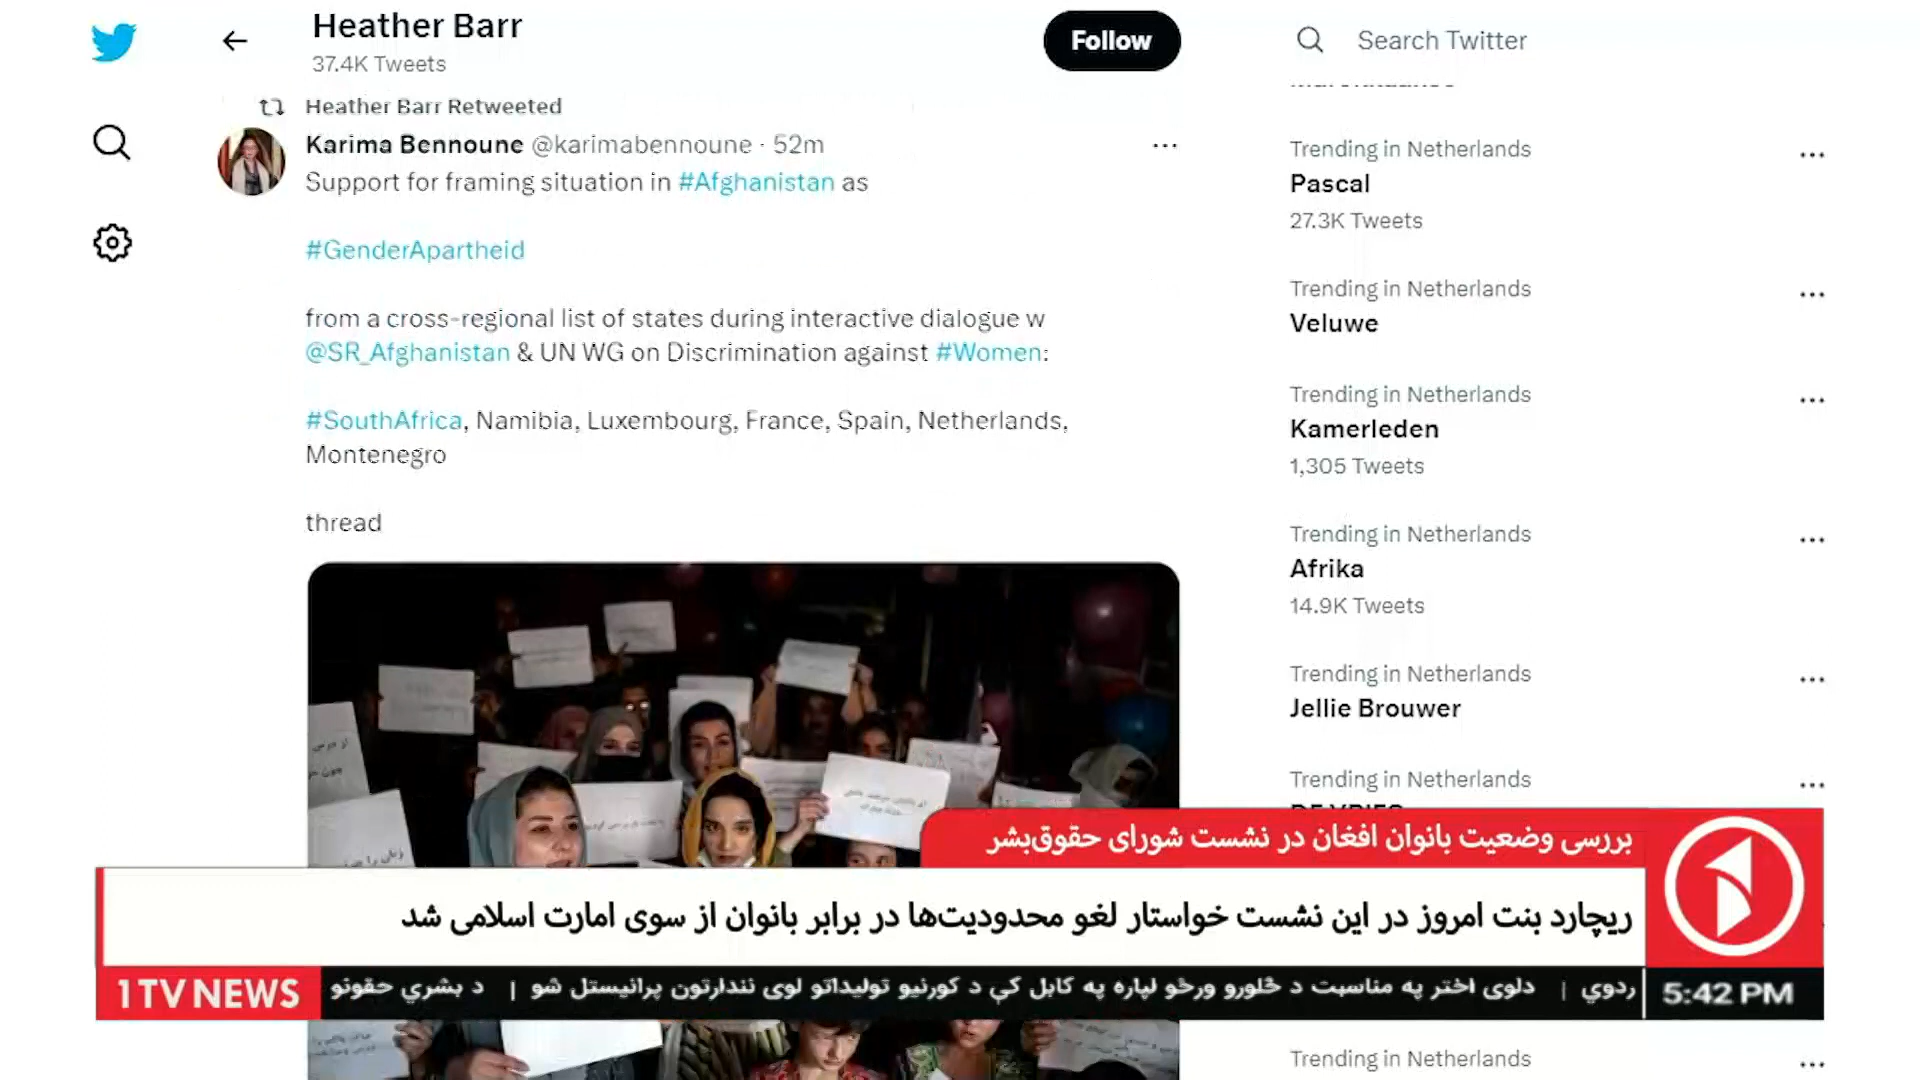 Heather Barr
37.4K Tweets
Follow
Search Twitter
Heather Barr Retweeted
Karima Bennoune @karimabennoune · 52m
Support for framing situation in #Afghanistan as
#GenderApartheid
from a cross-regional list of states during interactive dialogue w
@SR_Afghanistan & UN WG on Discrimination against #Women:
#SouthAfrica, Namibia, Luxembourg, France, Spain, Netherlands,
Montenegro
thread
Trending in Netherlands
Pascal
27.3K Tweets
Trending in Netherlands
Veluwe
Trending in Netherlands
Kamerleden
1,305 Tweets
Trending in Netherlands
Afrika
14.9K Tweets
Trending in Netherlands
Jellie Brouwer
Trending in Netherlands
بررسی وضعیت بانوان افغان در نشست شورای حقوق‌بشر
ریچارد بنت امروز در این نشست خواستار لغو محدودیت‌ها در برابر بانوان از سوی امارت اسلامی شد
1TV NEWS
ردوي | دلوی اختر په مناسبت د څلورو ورځو لپاره په کابل کې د کورنیو تولیداتو لوی نندارتون پرانیستل شو | د بشري حقونو
5:42 PM
Trending in Netherlands